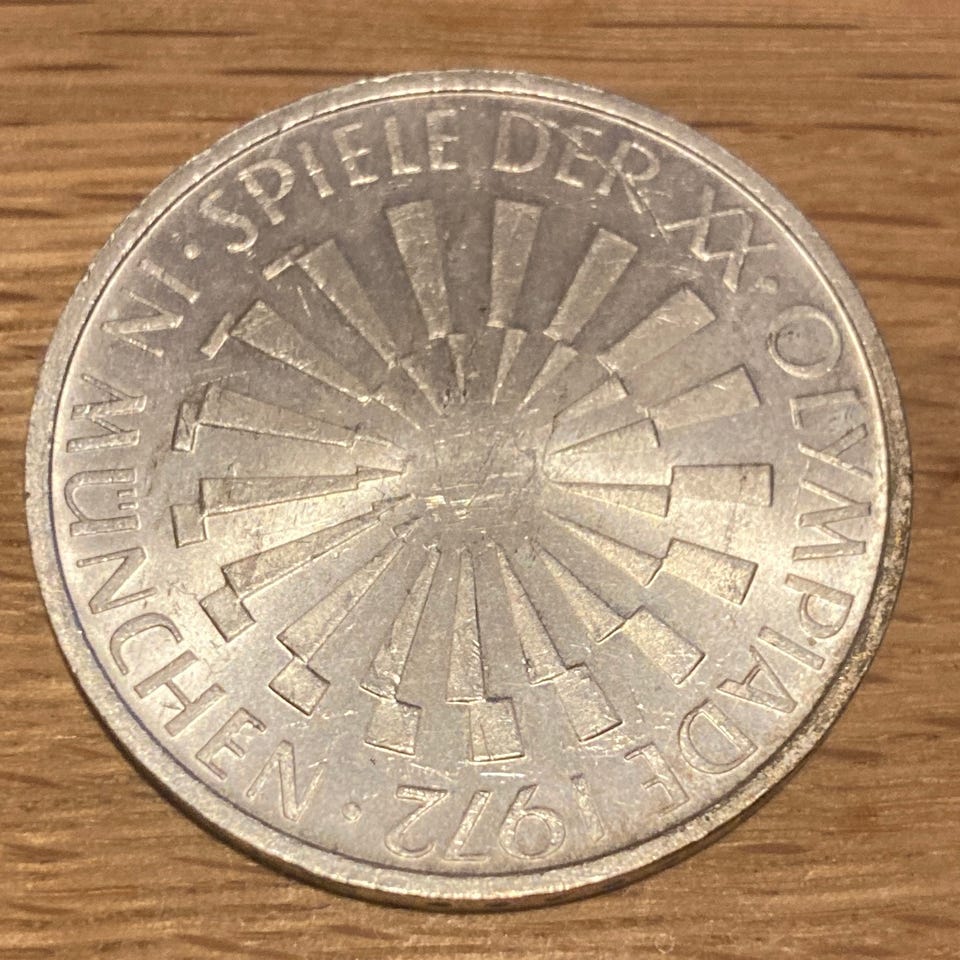 SPIELE DER XX · OLYMPIADE 1972 · IN MÜNCHEN ·